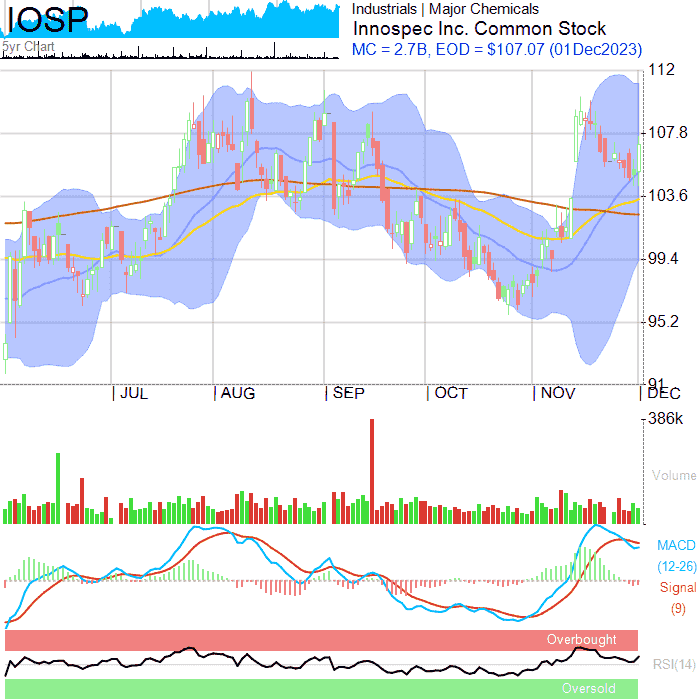 IOSP
5yr Chart
Industrials | Major Chemicals
Innospec Inc. Common Stock
MC = 2.7B, EOD = $107.07 (01Dec2023)
112
107.8
103.6
99.4
95.2
91
JUL
AUG
SEP
OCT
NOV
DEC
386k
Volume
MACD
(12-26)
Signal
(9)
Overbought
RSI(14)
Oversold